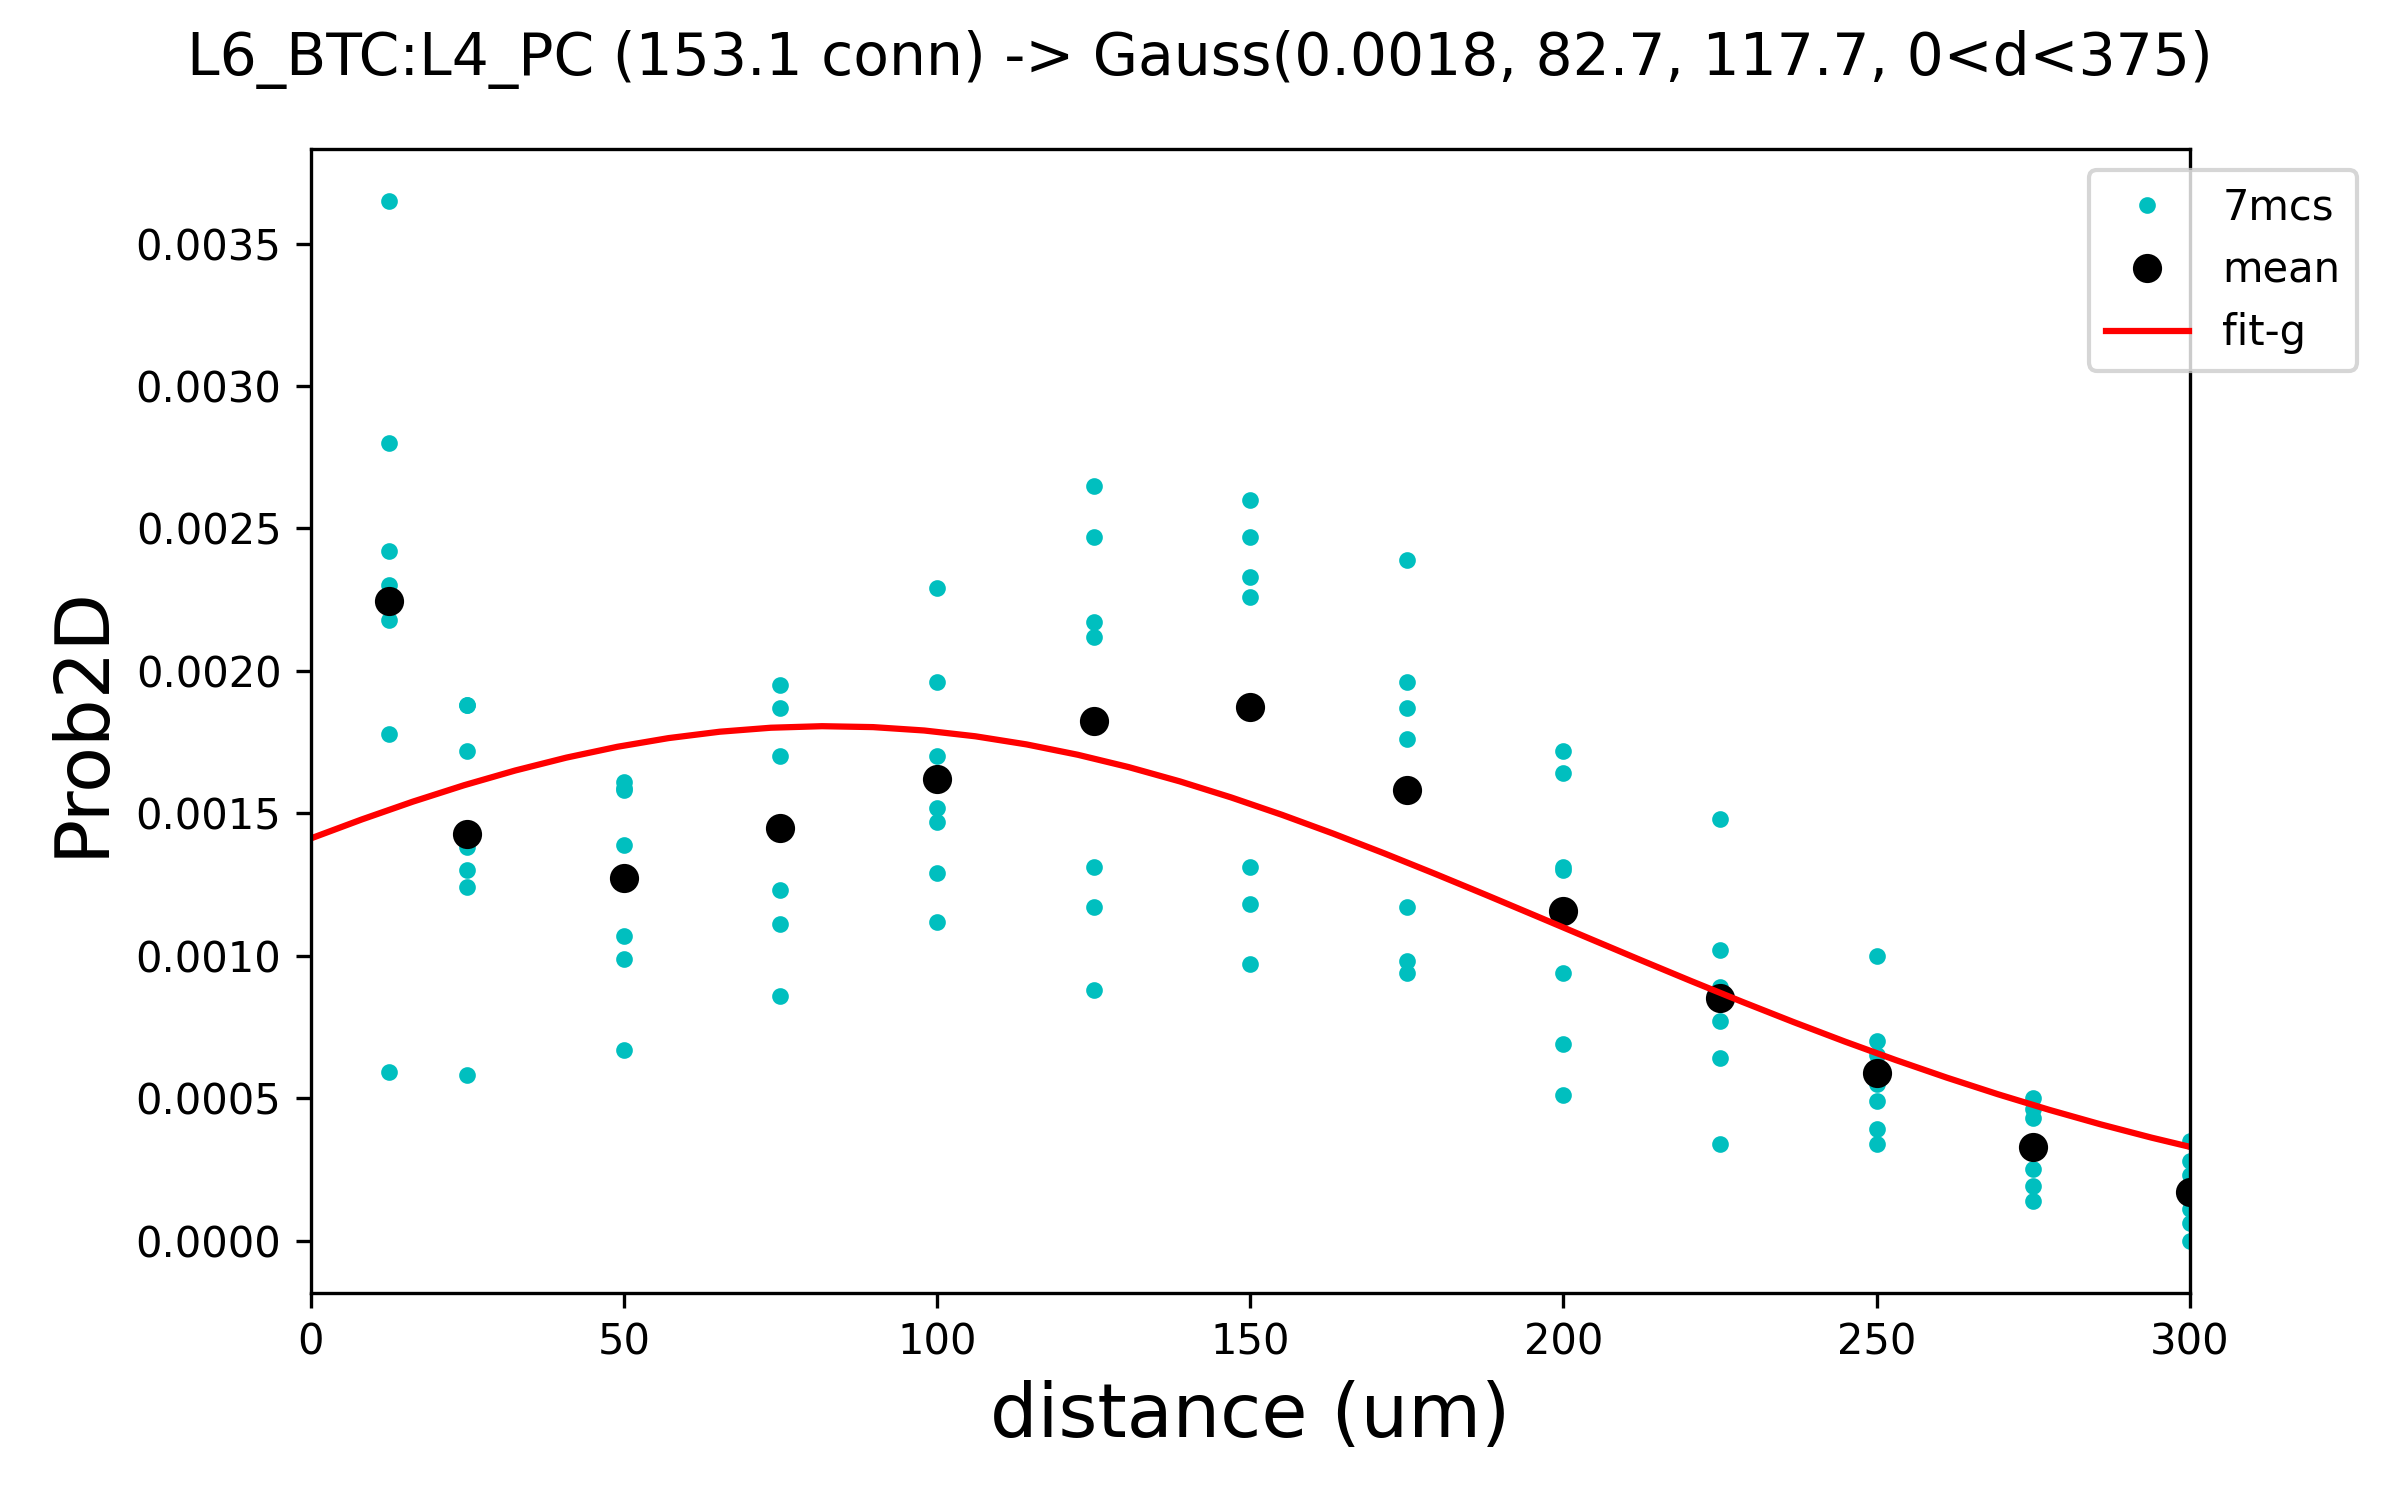 L6_BTC:L4_PC (153.1 conn) -> Gauss(0.0018, 82.7, 117.7, 0<d<375)
7mcs
mean
fit-g
Prob2D
0.0035
0.0030
0.0025
0.0020
0.0015
0.0010
0.0005
0.0000
0 50 100 150 200 250 300
distance (um)